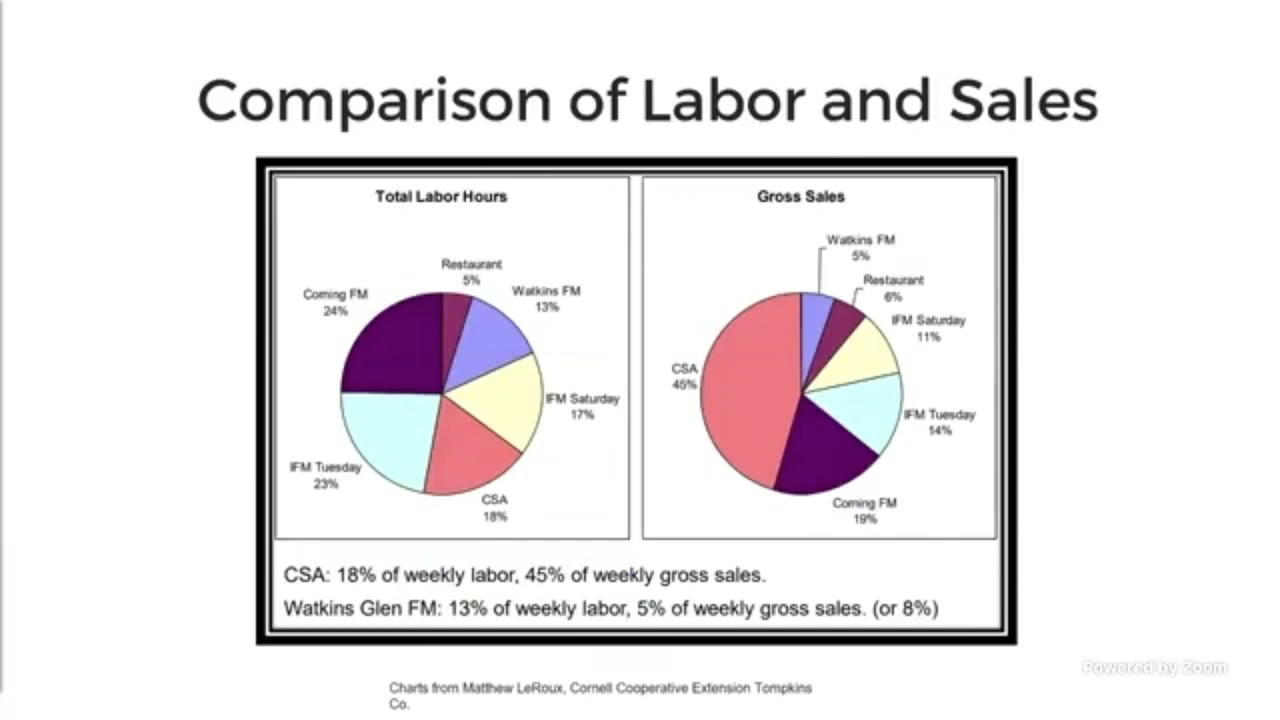 Comparison of Labor and Sales
Total Labor Hours
Restaurant
5%
Watkins FM
13%
Corning FM
24%
IFM Saturday
17%
IFM Tuesday
23%
CSA
18%
Gross Sales
Watkins FM
5%
Restaurant
6%
IFM Saturday
11%
CSA
45%
IFM Tuesday
14%
Corning FM
19%
CSA: 18% of weekly labor, 45% of weekly gross sales.
Watkins Glen FM: 13% of weekly labor, 5% of weekly gross sales. (or 8%)
Powered by Zoom
Charts from Matthew LeRoux, Cornell Cooperative Extension Tompkins
Co.